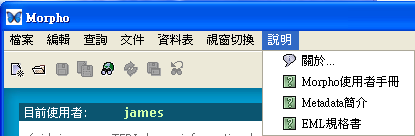 Morpho
檔案 編輯 查詢 文件 資料表 視窗切換 說明
關於...
Morpho使用者手冊
Metadata簡介
EML規格書
目前使用者: james